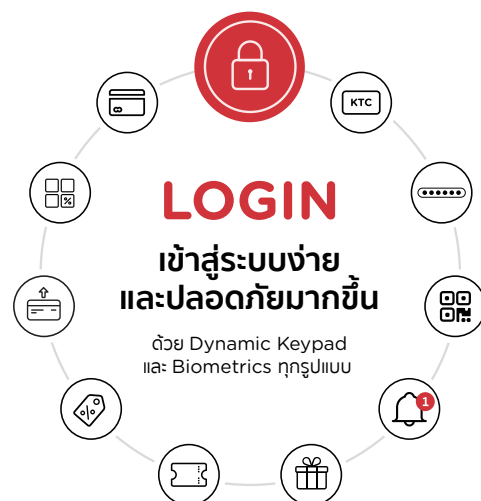 KTC
LOGIN
เข้าสู่ระบบง่าย
และปลอดภัยมากขึ้น
ด้วย Dynamic Keypad
และ Biometrics ทุกรูปแบบ
%
%
1